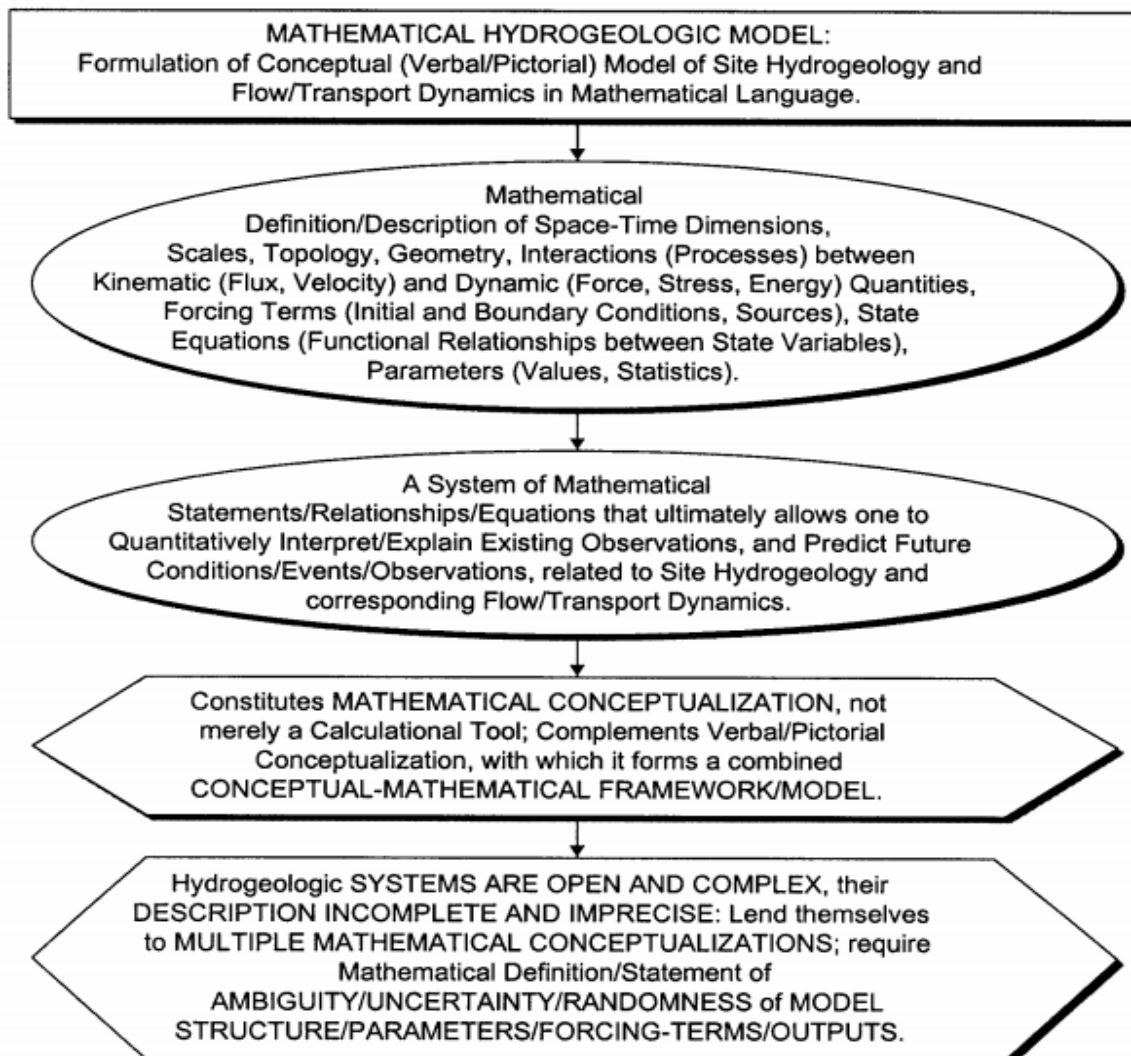 MATHEMATICAL HYDROGEOLOGIC MODEL:
Formulation of Conceptual (Verbal/Pictorial) Model of Site Hydrogeology and
Flow/Transport Dynamics in Mathematical Language.
Mathematical
Definition/Description of Space-Time Dimensions,
Scales, Topology, Geometry, Interactions (Processes) between
Kinematic (Flux, Velocity) and Dynamic (Force, Stress, Energy) Quantities,
Forcing Terms (Initial and Boundary Conditions, Sources), State
Equations (Functional Relationships between State Variables),
Parameters (Values, Statistics).
A System of Mathematical
Statements/Relationships/Equations that ultimately allows one to
Quantitatively Interpret/Explain Existing Observations, and Predict Future
Conditions/Events/Observations, related to Site Hydrogeology and
corresponding Flow/Transport Dynamics.
Constitutes MATHEMATICAL CONCEPTUALIZATION, not
merely a Calculational Tool; Complements Verbal/Pictorial
Conceptualization, with which it forms a combined
CONCEPTUAL-MATHEMATICAL FRAMEWORK/MODEL.
Hydrogeologic SYSTEMS ARE OPEN AND COMPLEX, their
DESCRIPTION INCOMPLETE AND IMPRECISE: Lend themselves
to MULTIPLE MATHEMATICAL CONCEPTUALIZATIONS; require
Mathematical Definition/Statement of
AMBIGUITY/UNCERTAINTY/RANDOMNESS of MODEL
STRUCTURE/PARAMETERS/FORCING-TERMS/OUTPUTS.